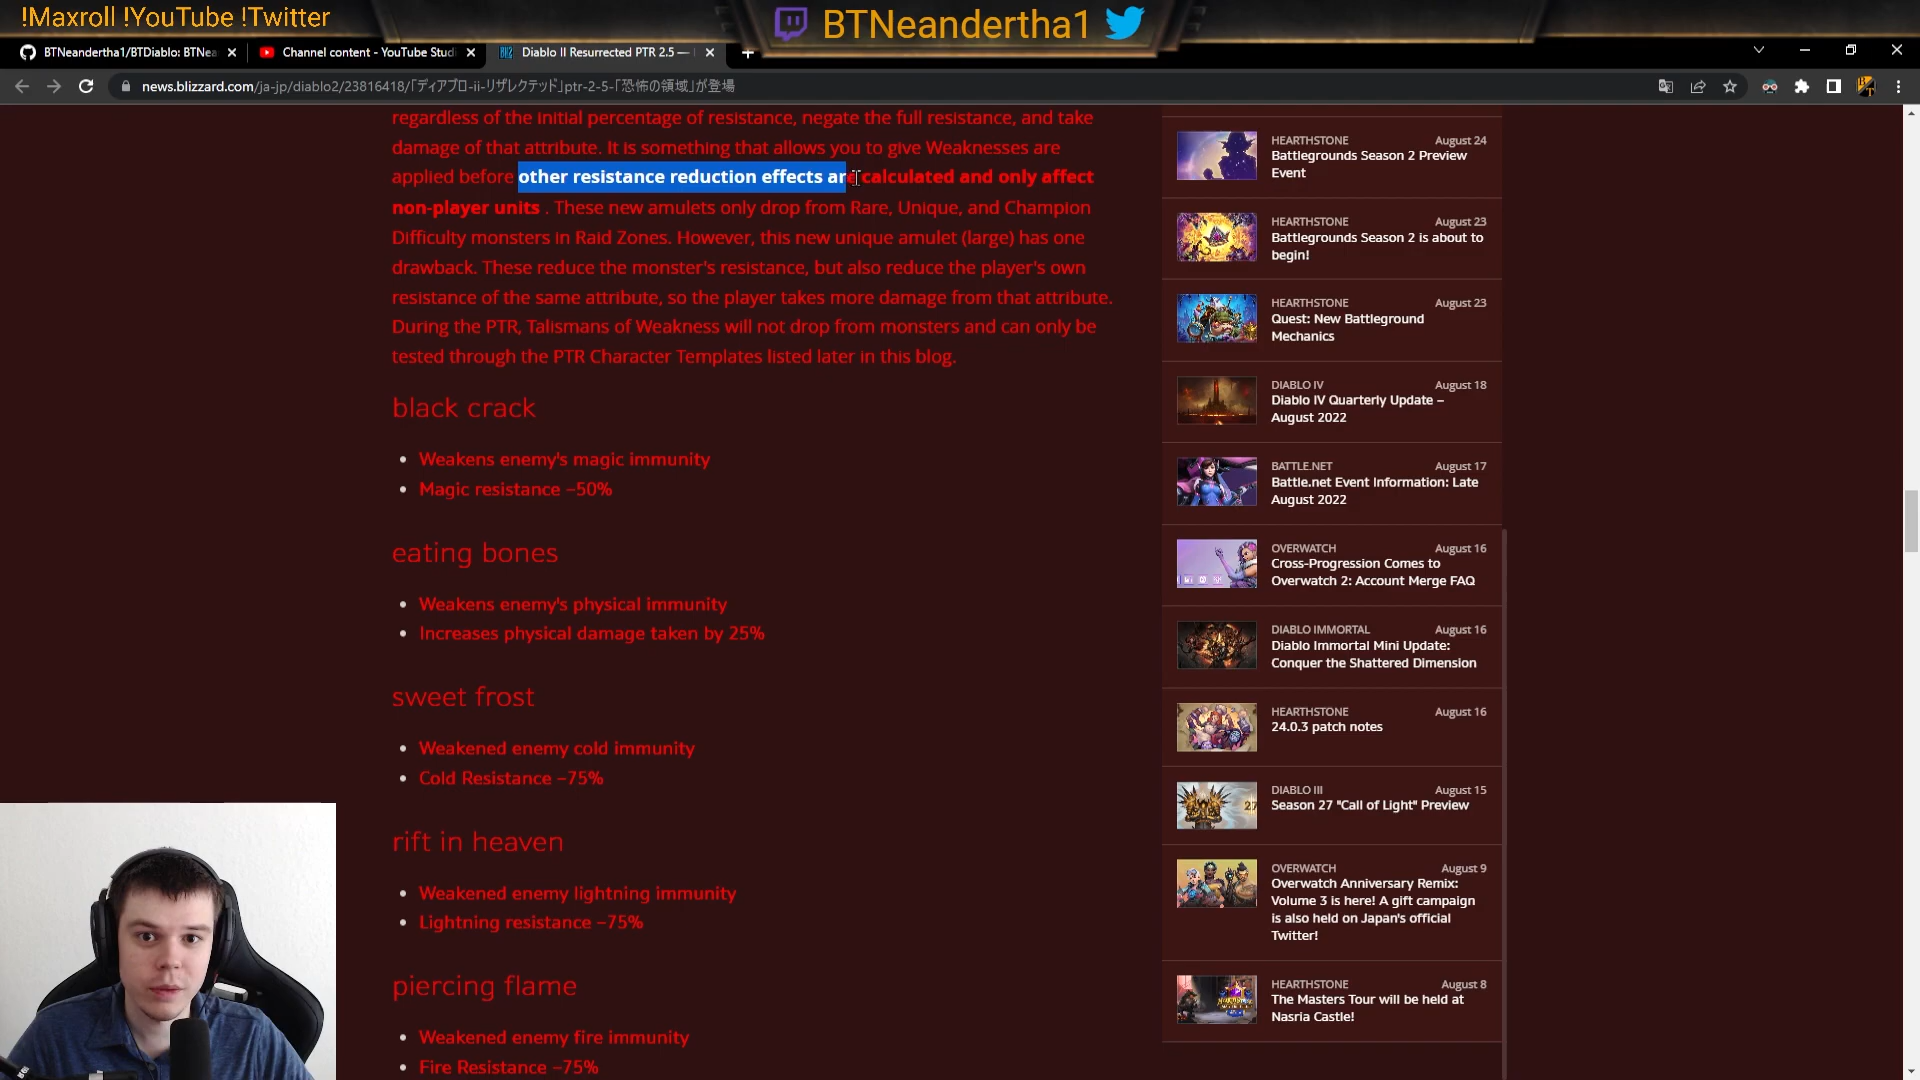 !Maxroll !YouTube !Twitter
BTNeandertha1
BTNeandertha1/BTDiablo: BTNea
Channel content - YouTube Studi
Diablo II Resurrected PTR 2.5 —
news.blizzard.com/ja-jp/diablo2/23816418/「ディアブロ-ii-リザレクテッド」ptr-2-5-「恐怖の領域」が登場
regardless of the initial percentage of resistance, negate the full resistance, and take
damage of that attribute. It is something that allows you to give Weaknesses are
applied before other resistance reduction effects are calculated and only affect
non-player units . These new amulets only drop from Rare, Unique, and Champion
Difficulty monsters in Raid Zones. However, this new unique amulet (large) has one
drawback. These reduce the monster's resistance, but also reduce the player's own
resistance of the same attribute, so the player takes more damage from that attribute.
During the PTR, Talismans of Weakness will not drop from monsters and can only be
tested through the PTR Character Templates listed later in this blog.
black crack
• Weakens enemy's magic immunity
• Magic resistance −50%
eating bones
• Weakens enemy's physical immunity
• Increases physical damage taken by 25%
sweet frost
• Weakened enemy cold immunity
• Cold Resistance −75%
rift in heaven
• Weakened enemy lightning immunity
• Lightning resistance −75%
piercing flame
• Weakened enemy fire immunity
• Fire Resistance −75%
HEARTHSTONE August 24
Battlegrounds Season 2 Preview
Event
HEARTHSTONE August 23
Battlegrounds Season 2 is about to
begin!
HEARTHSTONE August 23
Quest: New Battleground
Mechanics
DIABLO IV August 18
Diablo IV Quarterly Update –
August 2022
BATTLE.NET August 17
Battle.net Event Information: Late
August 2022
OVERWATCH August 16
Cross-Progression Comes to
Overwatch 2: Account Merge FAQ
DIABLO IMMORTAL August 16
Diablo Immortal Mini Update:
Conquer the Shattered Dimension
HEARTHSTONE August 16
24.0.3 patch notes
DIABLO III August 15
Season 27 "Call of Light" Preview
OVERWATCH August 9
Overwatch Anniversary Remix:
Volume 3 is here! A gift campaign
is also held on Japan's official
Twitter!
HEARTHSTONE August 8
The Masters Tour will be held at
Nasria Castle!